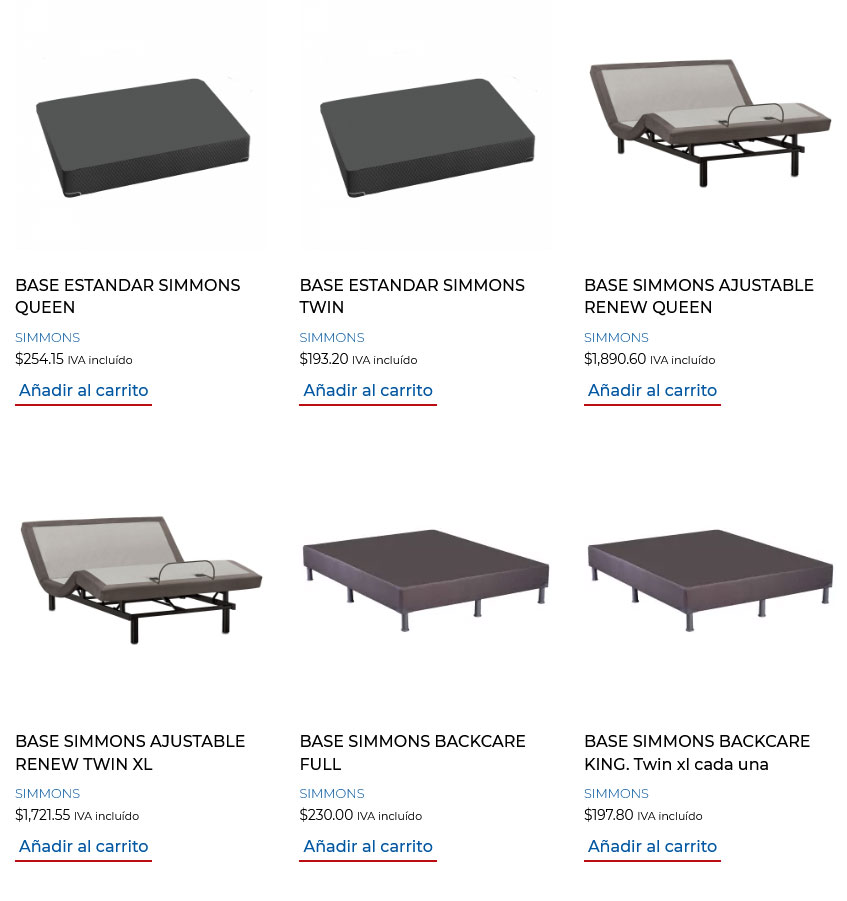 BASE ESTANDAR SIMMONS
QUEEN
SIMMONS
$254.15 IVA incluído
Añadir al carrito
BASE ESTANDAR SIMMONS
TWIN
SIMMONS
$193.20 IVA incluído
Añadir al carrito
BASE SIMMONS AJUSTABLE
RENEW QUEEN
SIMMONS
$1,890.60 IVA incluído
Añadir al carrito
BASE SIMMONS AJUSTABLE
RENEW TWIN XL
SIMMONS
$1,721.55 IVA incluído
Añadir al carrito
BASE SIMMONS BACKCARE
FULL
SIMMONS
$230.00 IVA incluído
Añadir al carrito
BASE SIMMONS BACKCARE
KING. Twin xl cada una
SIMMONS
$197.80 IVA incluído
Añadir al carrito